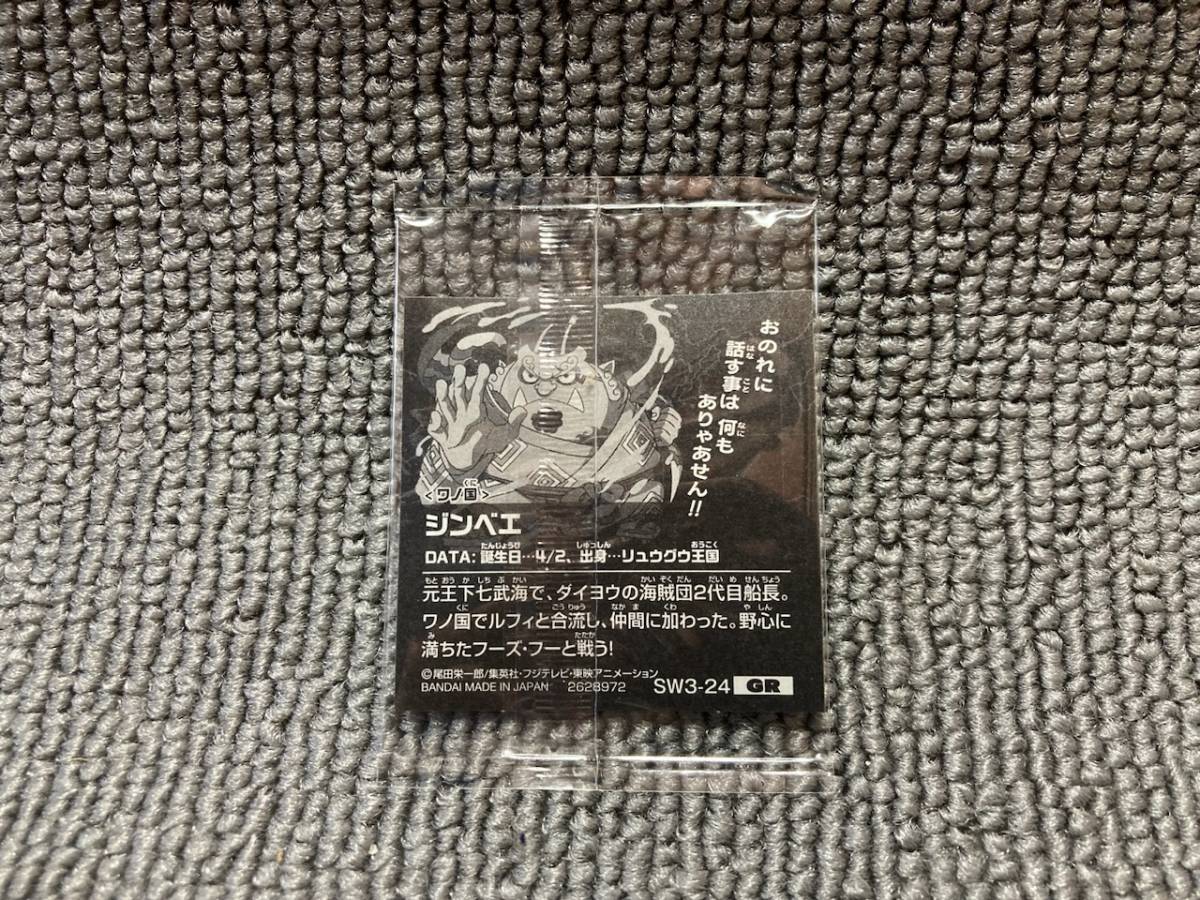 おのれに
話す事は何も
ありゃあせん!!
<ワノ国>
ジンベエ
DATA: 誕生日…4/2、出身…リュウグウ王国
元王下七武海で、ダイヨウの海賊団2代目船長。
ワノ国でルフィと合流し、仲間に加わった。野心に
満ちたフーズ・フーと戦う!
©尾田栄一郎/集英社・フジテレビ・東映アニメーション
BANDAI MADE IN JAPAN 2628972 SW3-24 GR